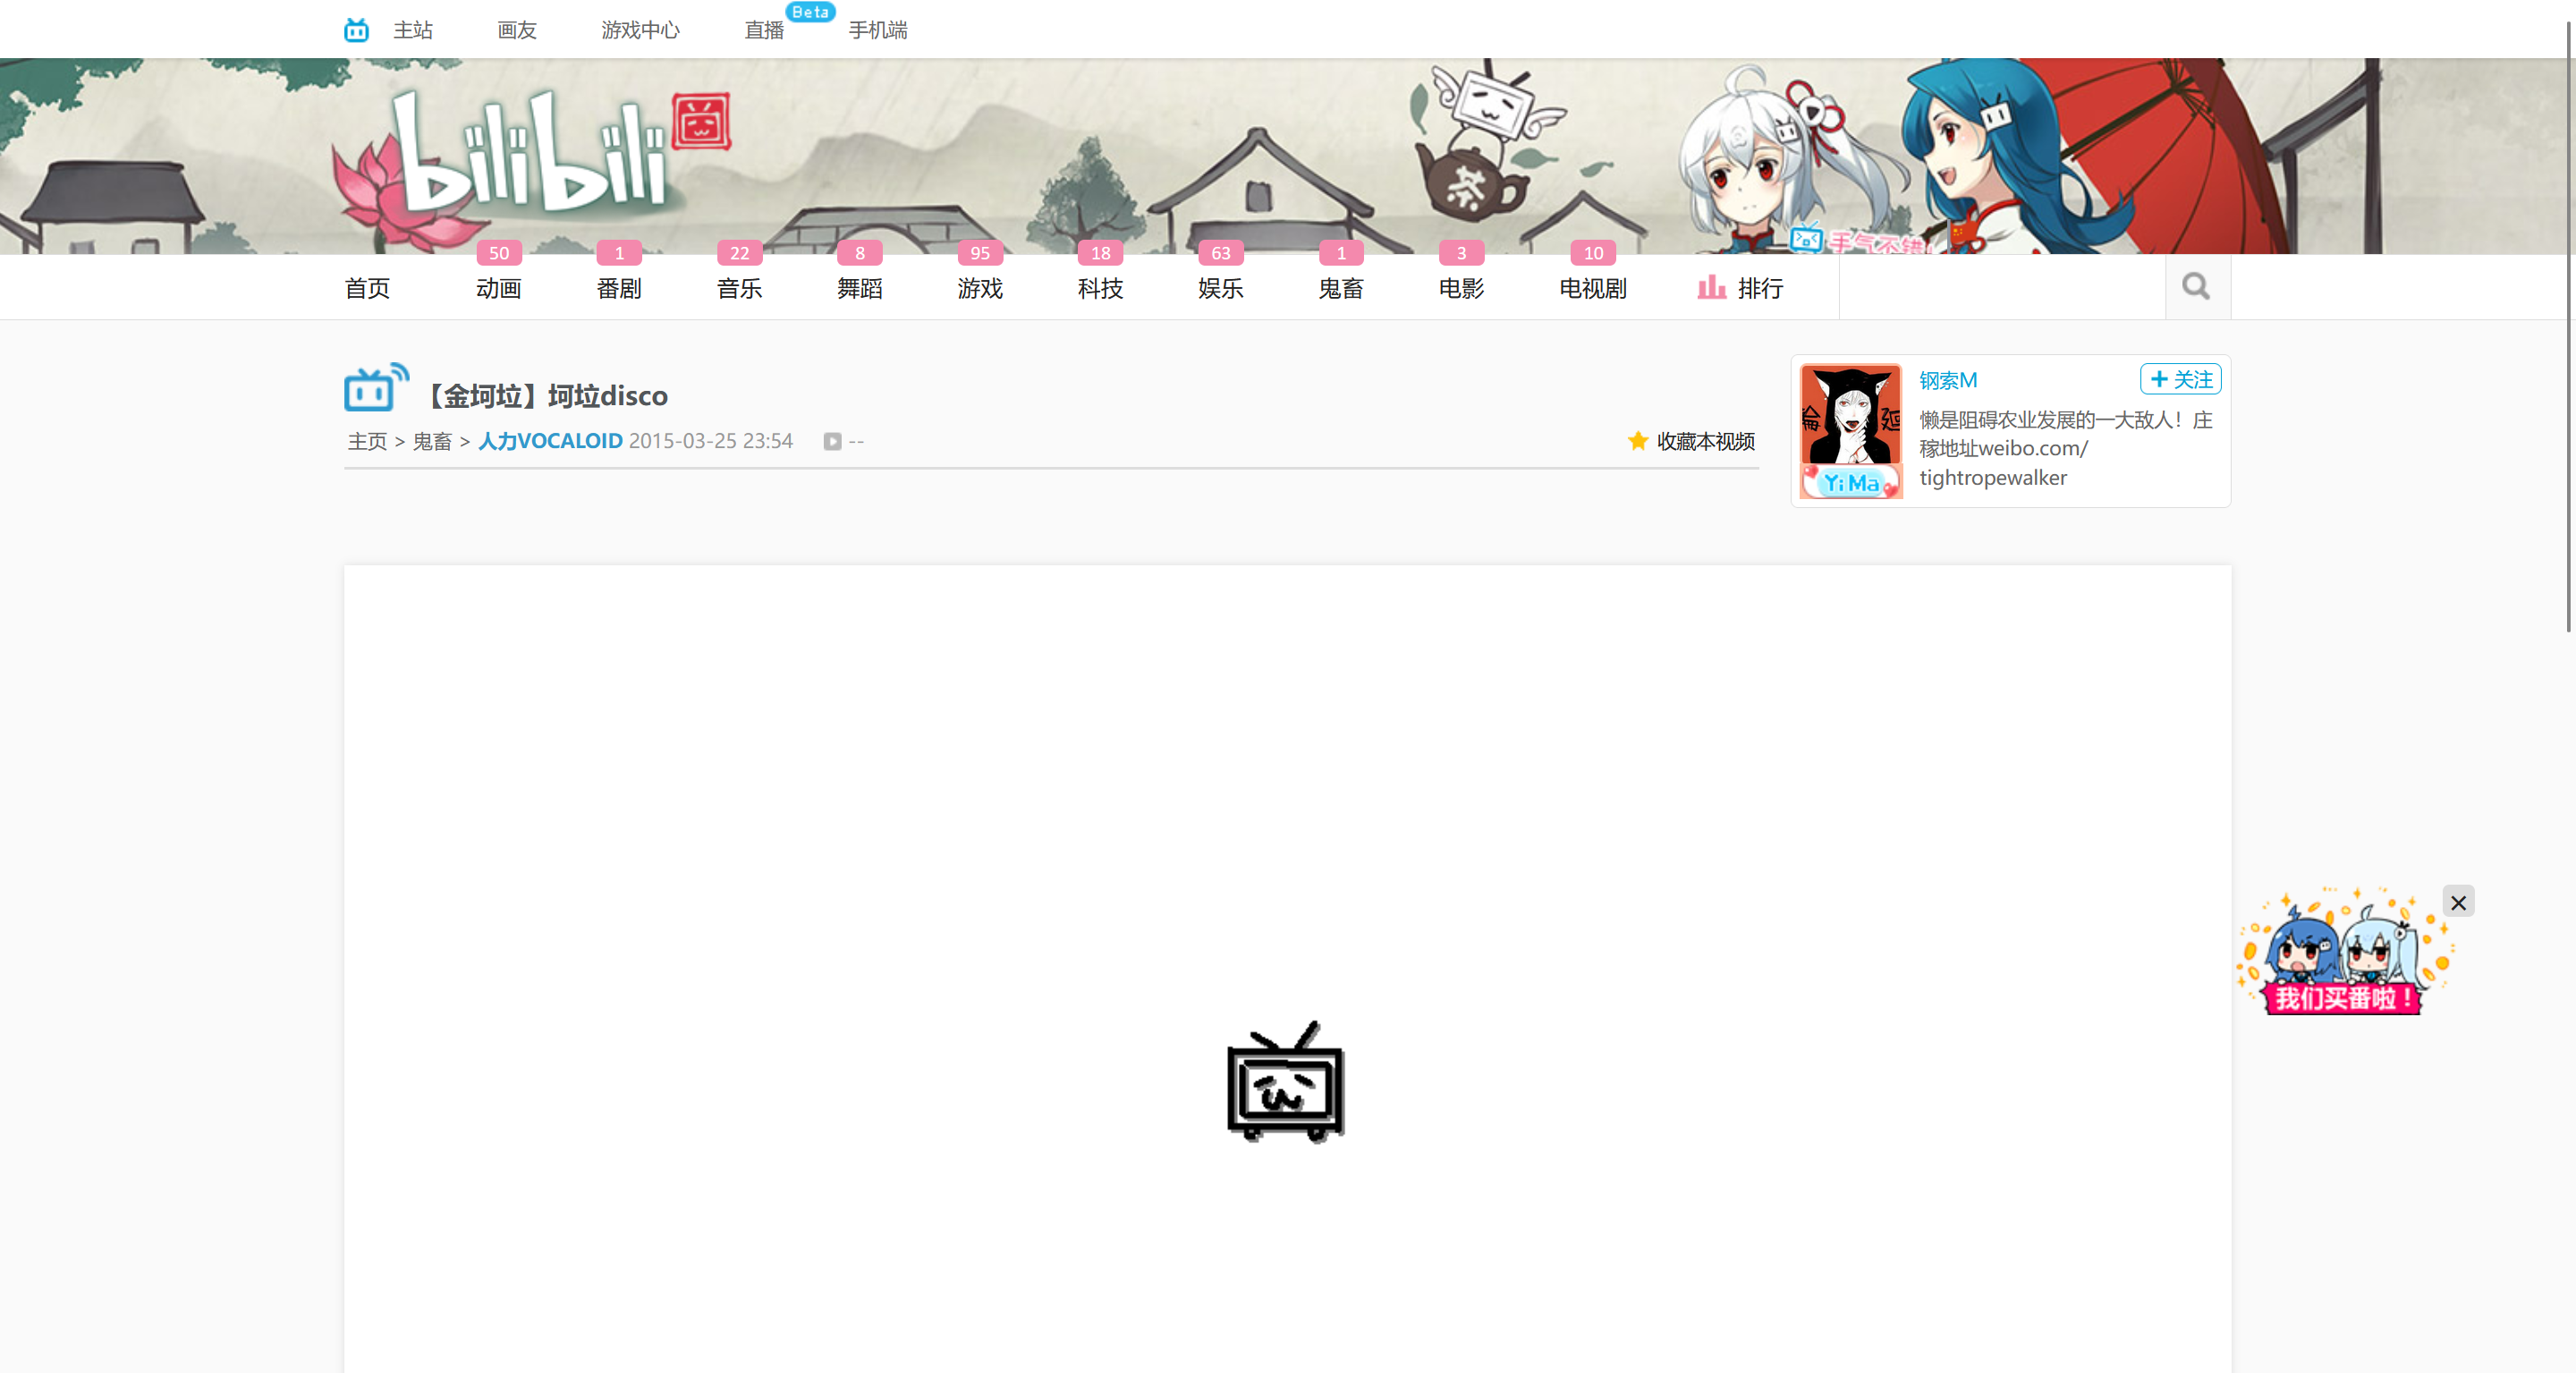 主站 画友 游戏中心 直播 Beta 手机端
bilibili
茶
手气不错!
50 1 22 8 95 18 63 1 3 10
首页 动画 番剧 音乐 舞蹈 游戏 科技 娱乐 鬼畜 电影 电视剧 排行
【金坷垃】坷垃disco
主页 > 鬼畜 > 人力VOCALOID 2015-03-25 23:54 --
收藏本视频
钢索M
+ 关注
懒是阻碍农业发展的一大敌人！庄
稼地址weibo.com/
tightropewalker
YiMa
我们买番啦！